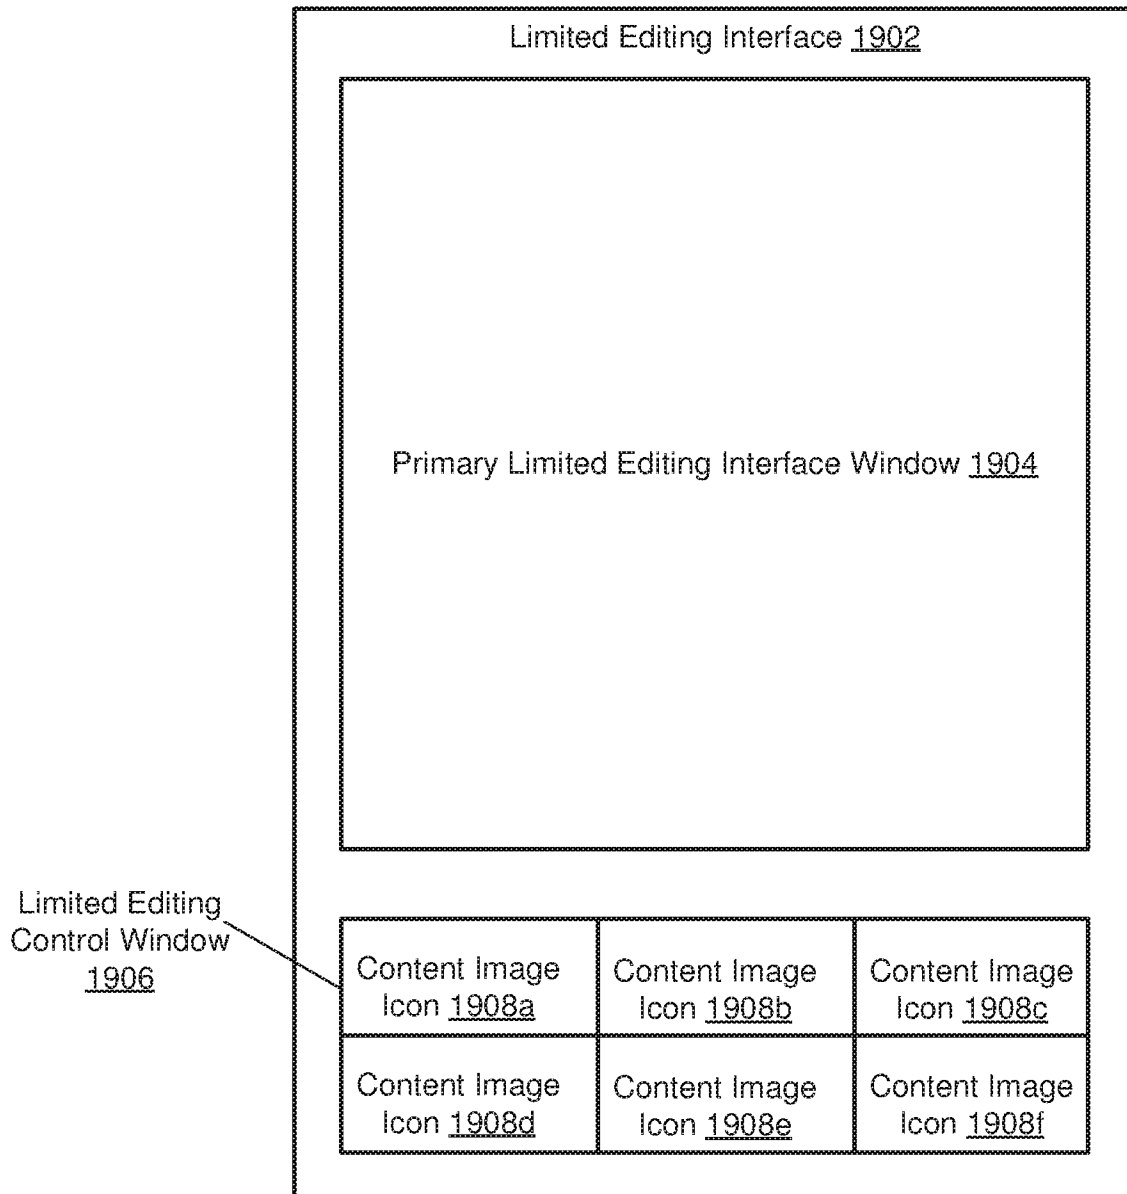 Limited Editing Interface 1902
Primary Limited Editing Interface Window 1904
Limited Editing
Control Window
1906
Content Image
Icon 1908a
Content Image
Icon 1908b
Content Image
Icon 1908c
Content Image
Icon 1908d
Content Image
Icon 1908e
Content Image
Icon 1908f